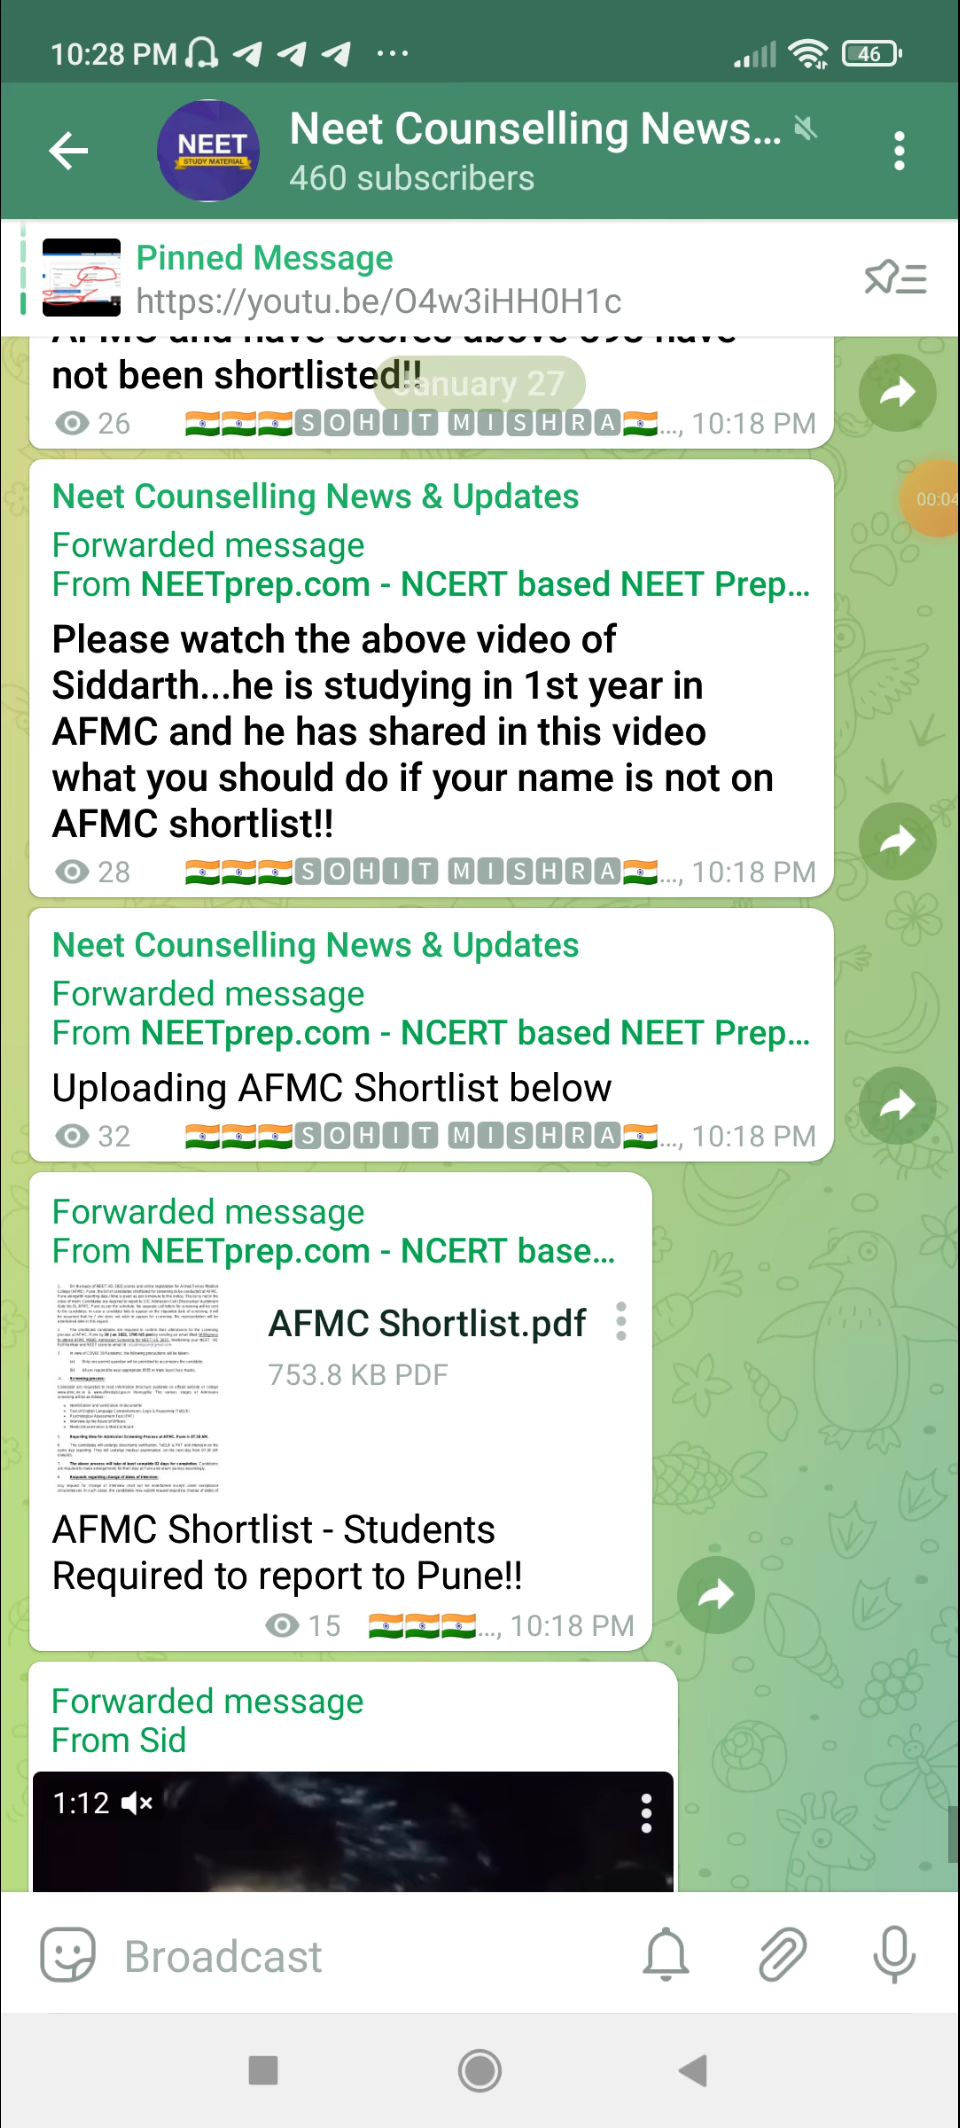 10:28 PM
46
NEET
STUDY MATERIAL
Neet Counselling News...
460 subscribers
Pinned Message
https://youtu.be/O4w3iHH0H1c
AFMC and have scores above 695 have
not been shortlisted!!
January 27
26 🇮🇳🇮🇳🇮🇳🅂🄾🄷🄸🅃 🄼🄸🅂🄷🅁🄰🇮🇳..., 10:18 PM
00:04
Neet Counselling News & Updates
Forwarded message
From NEETprep.com - NCERT based NEET Prep...
Please watch the above video of
Siddarth...he is studying in 1st year in
AFMC and he has shared in this video
what you should do if your name is not on
AFMC shortlist!!
28 🇮🇳🇮🇳🇮🇳🅂🄾🄷🄸🅃 🄼🄸🅂🄷🅁🄰🇮🇳..., 10:18 PM
Neet Counselling News & Updates
Forwarded message
From NEETprep.com - NCERT based NEET Prep...
Uploading AFMC Shortlist below
32 🇮🇳🇮🇳🇮🇳🅂🄾🄷🄸🅃 🄼🄸🅂🄷🅁🄰🇮🇳..., 10:18 PM
Forwarded message
From NEETprep.com - NCERT base...
AFMC Shortlist.pdf
753.8 KB PDF
AFMC Shortlist - Students
Required to report to Pune!!
15 🇮🇳🇮🇳🇮🇳..., 10:18 PM
Forwarded message
From Sid
1:12
Broadcast